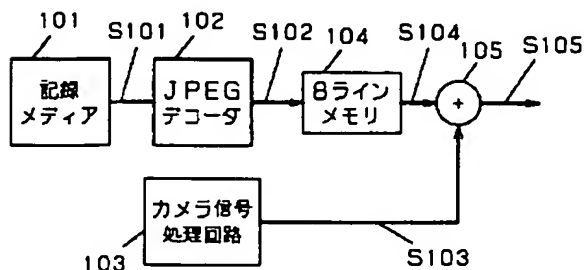 101
S101
102
S102
104
S104
105
S105
記録
メディア
JPEG
デコーダ
8ライン
メモリ
+
カメラ信号
処理回路
103
S103